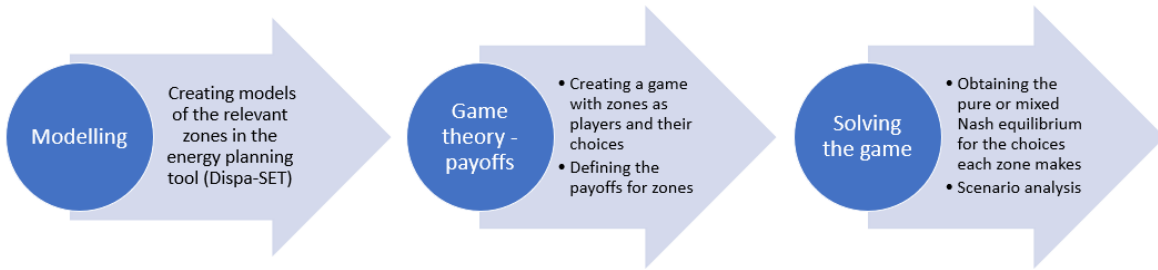 Modelling
Creating models
of the relevant
zones in the
energy planning
tool (Dispa-SET)
Game
theory -
payoffs
• Creating a game
with zones as
players and their
choices
• Defining the
payoffs for zones
Solving
the game
• Obtaining the
pure or mixed
Nash equilibrium
for the choices
each zone makes
• Scenario analysis